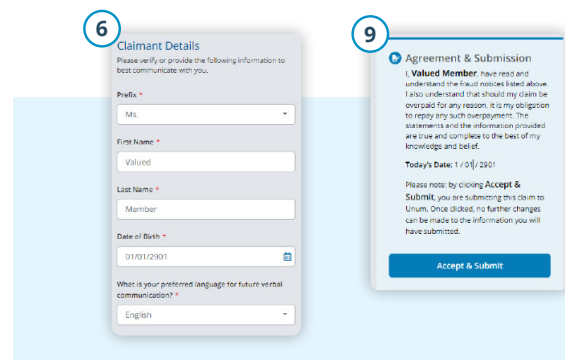 6
Claimant Details
Please verify or provide the following information to
best communicate with you.
Prefix *
Ms.
First Name *
Valued
Last Name *
Member
Date of Birth *
01/01/2901
What is your preferred language for future verbal
communication? *
English
9
Agreement & Submission
I, Valued Member, have read and
understand the fraud notices listed above.
I also understand that should my claim be
overpaid for any reason, it is my obligation
to repay any such overpayment. The
statements and the information provided
are true and complete to the best of my
knowledge and belief.
Today's Date: 1 / 01/ 2901
Please note: by clicking Accept &
Submit, you are submitting this claim to
Unum. Once clicked, no further changes
can be made to the information you will
have submitted.
Accept & Submit